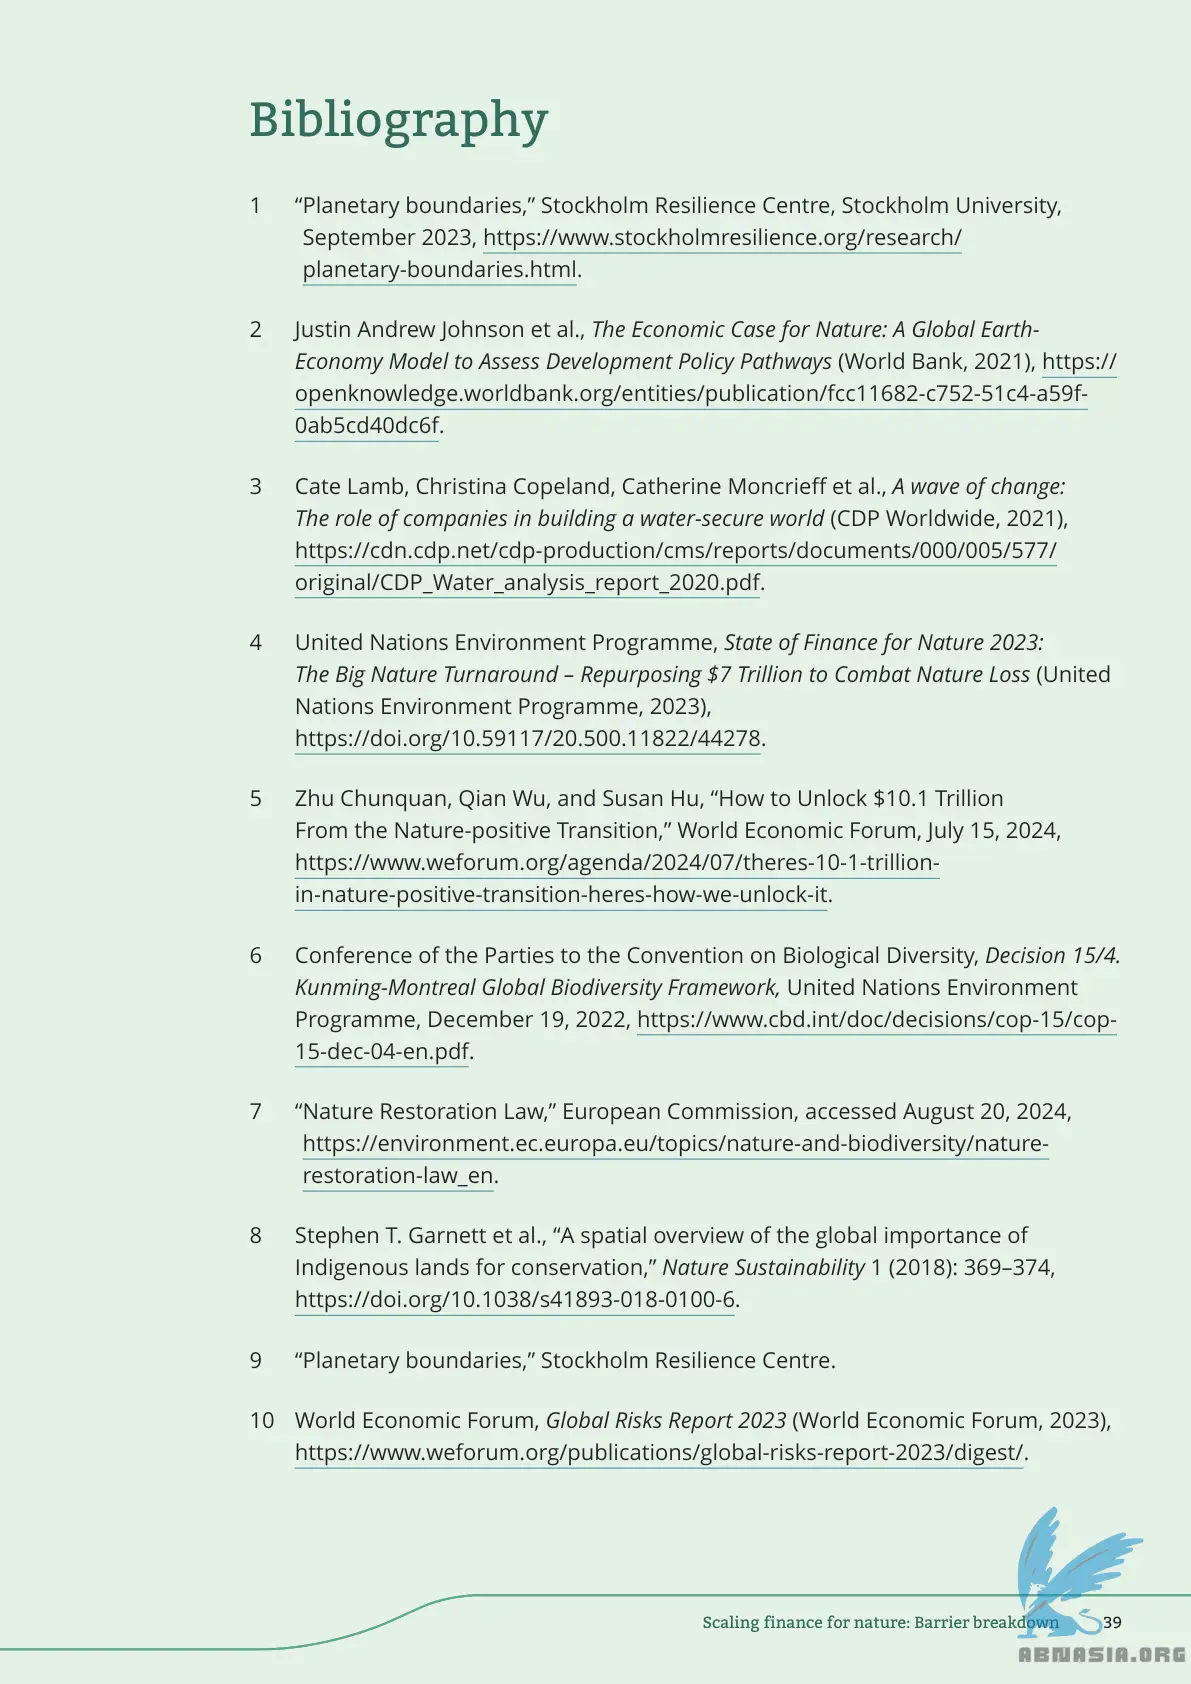 Bibliography
1 “Planetary boundaries,” Stockholm Resilience Centre, Stockholm University,
September 2023, https://www.stockholmresilience.org/research/
planetary-boundaries.html.
2 Justin Andrew Johnson et al., The Economic Case for Nature: A Global Earth-
Economy Model to Assess Development Policy Pathways (World Bank, 2021), https://
openknowledge.worldbank.org/entities/publication/fcc11682-c752-51c4-a59f-
0ab5cd40dc6f.
3 Cate Lamb, Christina Copeland, Catherine Moncrieff et al., A wave of change:
The role of companies in building a water-secure world (CDP Worldwide, 2021),
https://cdn.cdp.net/cdp-production/cms/reports/documents/000/005/577/
original/CDP_Water_analysis_report_2020.pdf.
4 United Nations Environment Programme, State of Finance for Nature 2023:
The Big Nature Turnaround – Repurposing $7 Trillion to Combat Nature Loss (United
Nations Environment Programme, 2023),
https://doi.org/10.59117/20.500.11822/44278.
5 Zhu Chunquan, Qian Wu, and Susan Hu, “How to Unlock $10.1 Trillion
From the Nature-positive Transition,” World Economic Forum, July 15, 2024,
https://www.weforum.org/agenda/2024/07/theres-10-1-trillion-
in-nature-positive-transition-heres-how-we-unlock-it.
6 Conference of the Parties to the Convention on Biological Diversity, Decision 15/4.
Kunming-Montreal Global Biodiversity Framework, United Nations Environment
Programme, December 19, 2022, https://www.cbd.int/doc/decisions/cop-15/cop-
15-dec-04-en.pdf.
7 “Nature Restoration Law,” European Commission, accessed August 20, 2024,
https://environment.ec.europa.eu/topics/nature-and-biodiversity/nature-
restoration-law_en.
8 Stephen T. Garnett et al., “A spatial overview of the global importance of
Indigenous lands for conservation,” Nature Sustainability 1 (2018): 369–374,
https://doi.org/10.1038/s41893-018-0100-6.
9 “Planetary boundaries,” Stockholm Resilience Centre.
10 World Economic Forum, Global Risks Report 2023 (World Economic Forum, 2023),
https://www.weforum.org/publications/global-risks-report-2023/digest/.
Scaling finance for nature: Barrier breakdown 39
ABNASIA.ORG